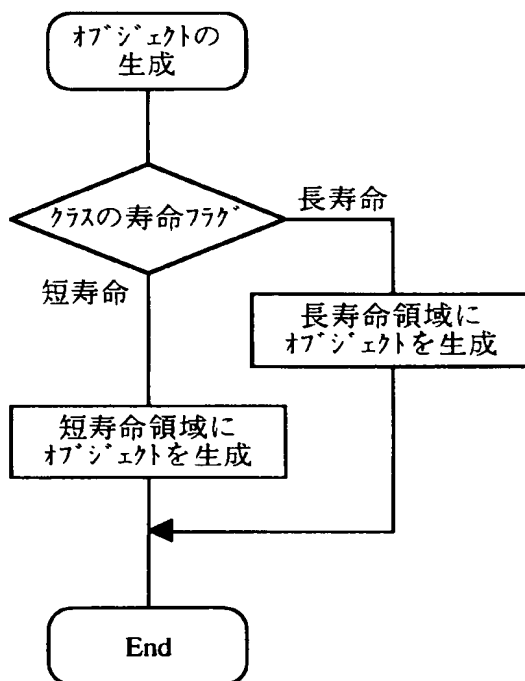 ｵﾌﾞｼﾞｪｸﾄの
生成
ｸﾗｽの寿命ﾌﾗｸﾞ
長寿命
短寿命
長寿命領域に
ｵﾌﾞｼﾞｪｸﾄを生成
短寿命領域に
ｵﾌﾞｼﾞｪｸﾄを生成
End